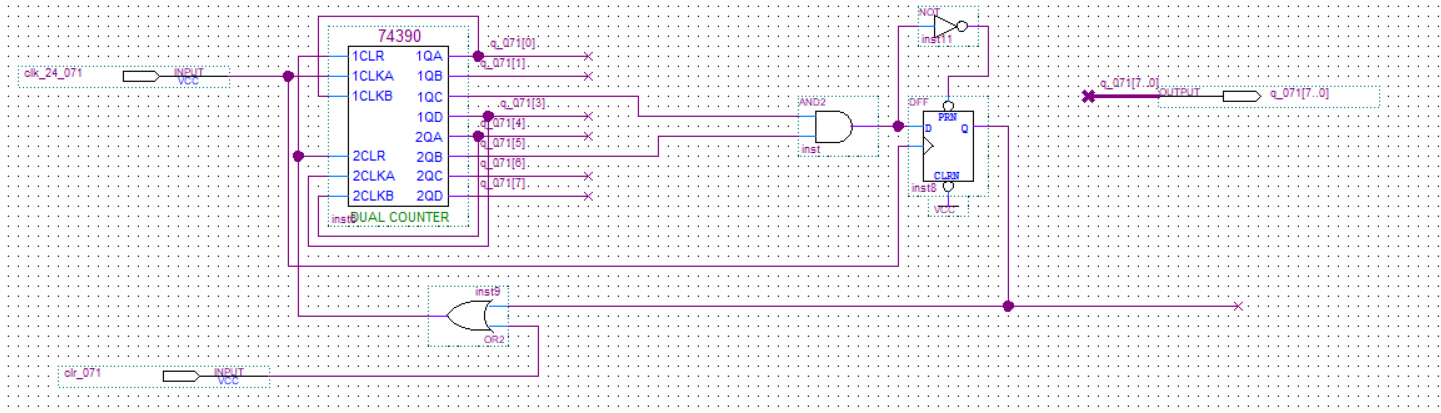 clk_24_071
INPUT
VCC
74390
1CLR
1CLKA
1CLKB
2CLR
2CLKA
2CLKB
1QA
1QB
1QC
1QD
2QA
2QB
2QC
2QD
DUAL COUNTER
q_071[0]
q_071[1]
q_071[3]
q_071[4]
q_071[5]
q_071[6]
q_071[7]
AND2
inst
NOT
inst11
DFF
PRN
D
Q
CLRN
inst8
VCC
q_071[7..0]
OUTPUT
q_071[7..0]
inst9
OR2
clr_071
INPUT
VCC